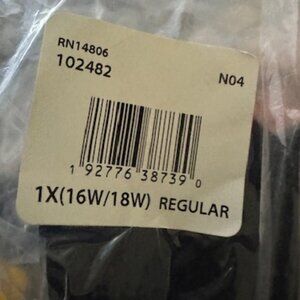 RN14806
102482 N04
1 92776 38739 0
1X(16W/18W) REGULAR